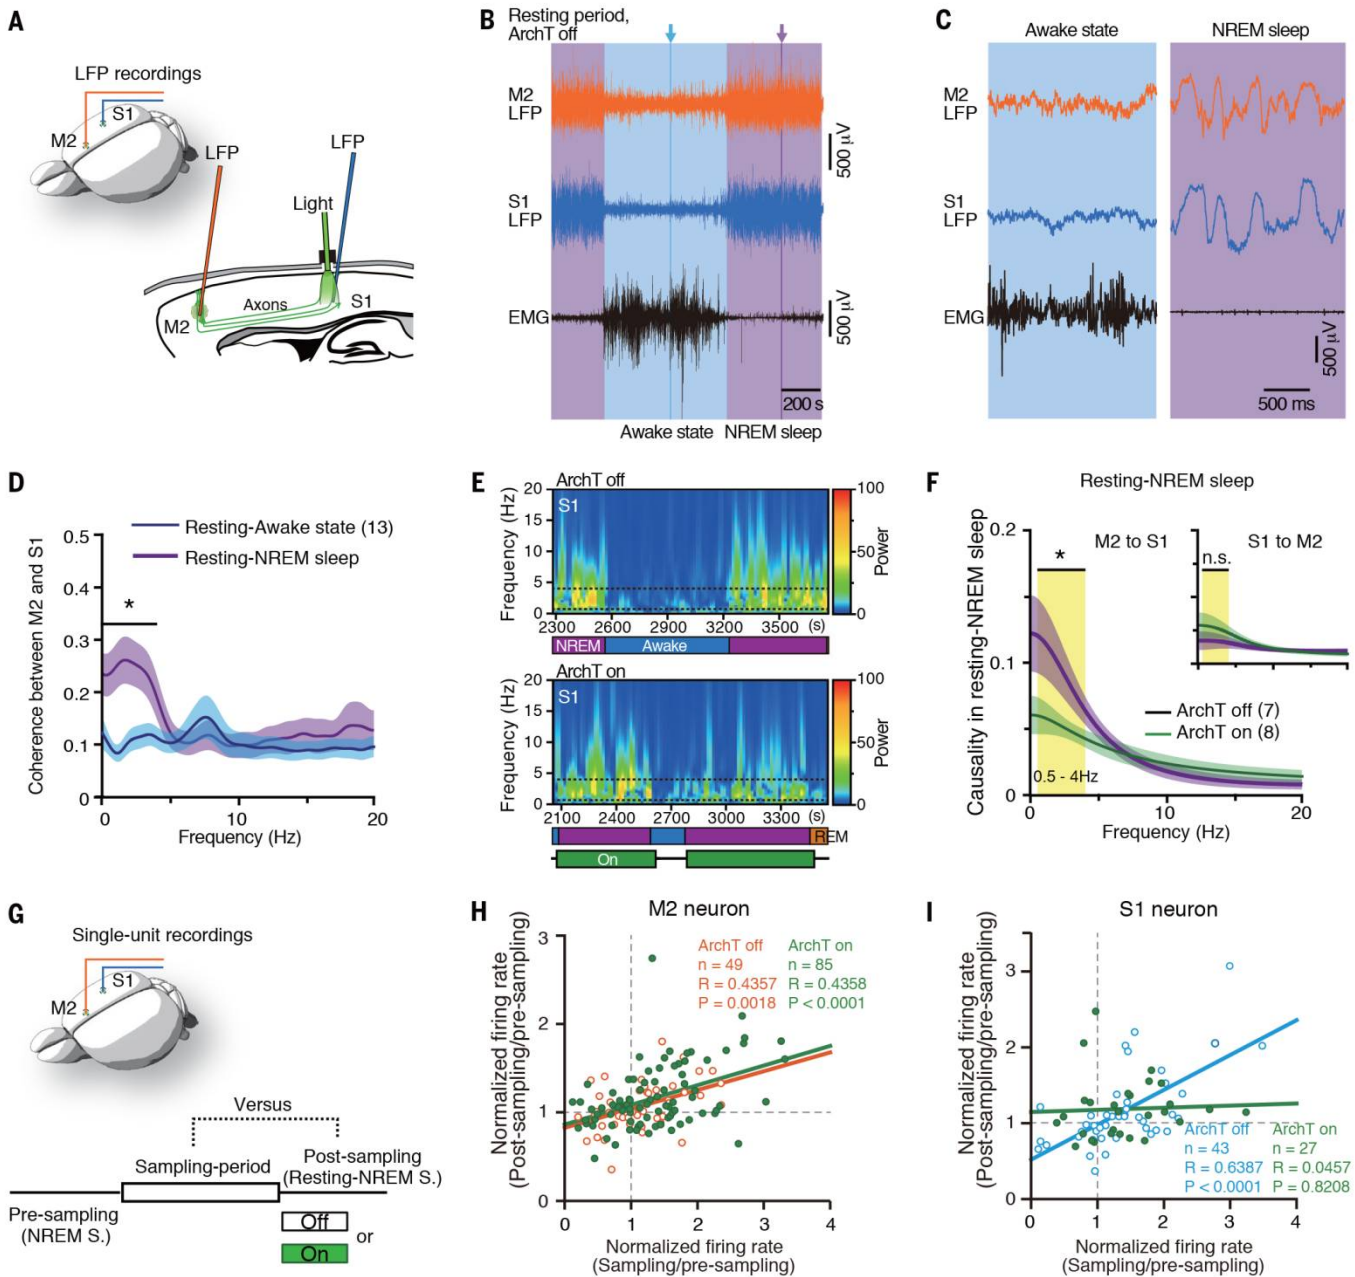 A
LFP recordings
S1
M2
LFP
LFP
Light
Axons
S1
M2
B
Resting period,
ArchT off
M2
LFP
500 µV
S1
LFP
EMG
500 µV
200 s
Awake state
NREM sleep
C
Awake state
NREM sleep
M2
LFP
S1
LFP
EMG
500 µV
500 ms
D
Resting-Awake state (13)
Resting-NREM sleep
Coherence between M2 and S1
0.5
0.4
*
0.3
0.2
0.1
0
0
10
20
Frequency (Hz)
E
ArchT off
S1
Frequency (Hz)
20
15
10
5
0
2300
2600
2900
3200
(s)
100
50
0
Power
NREM
Awake
ArchT on
S1
Frequency (Hz)
20
15
10
5
0
2100
2400
2700
3000
3300
(s)
100
50
0
Power
REM
On
F
Resting-NREM sleep
Causality in resting-NREM sleep
0.2
0.1
0
M2 to S1
*
S1 to M2
n.s.
ArchT off (7)
ArchT on (8)
0.5 - 4Hz
0
10
20
Frequency (Hz)
G
Single-unit recordings
S1
M2
Versus
Sampling-period
Post-sampling
(Resting-NREM S.)
Pre-sampling
(NREM S.)
Off
or
On
H
M2 neuron
Normalized firing rate
(Post-sampling/pre-sampling)
3
2
1
0
ArchT off
n = 49
R = 0.4357
P = 0.0018
ArchT on
n = 85
R = 0.4358
P < 0.0001
0
1
2
3
4
Normalized firing rate
(Sampling/pre-sampling)
I
S1 neuron
Normalized firing rate
(Post-sampling/pre-sampling)
3
2
1
0
ArchT off
n = 43
R = 0.6387
P < 0.0001
ArchT on
n = 27
R = 0.0457
P = 0.8208
0
1
2
3
4
Normalized firing rate
(Sampling/pre-sampling)